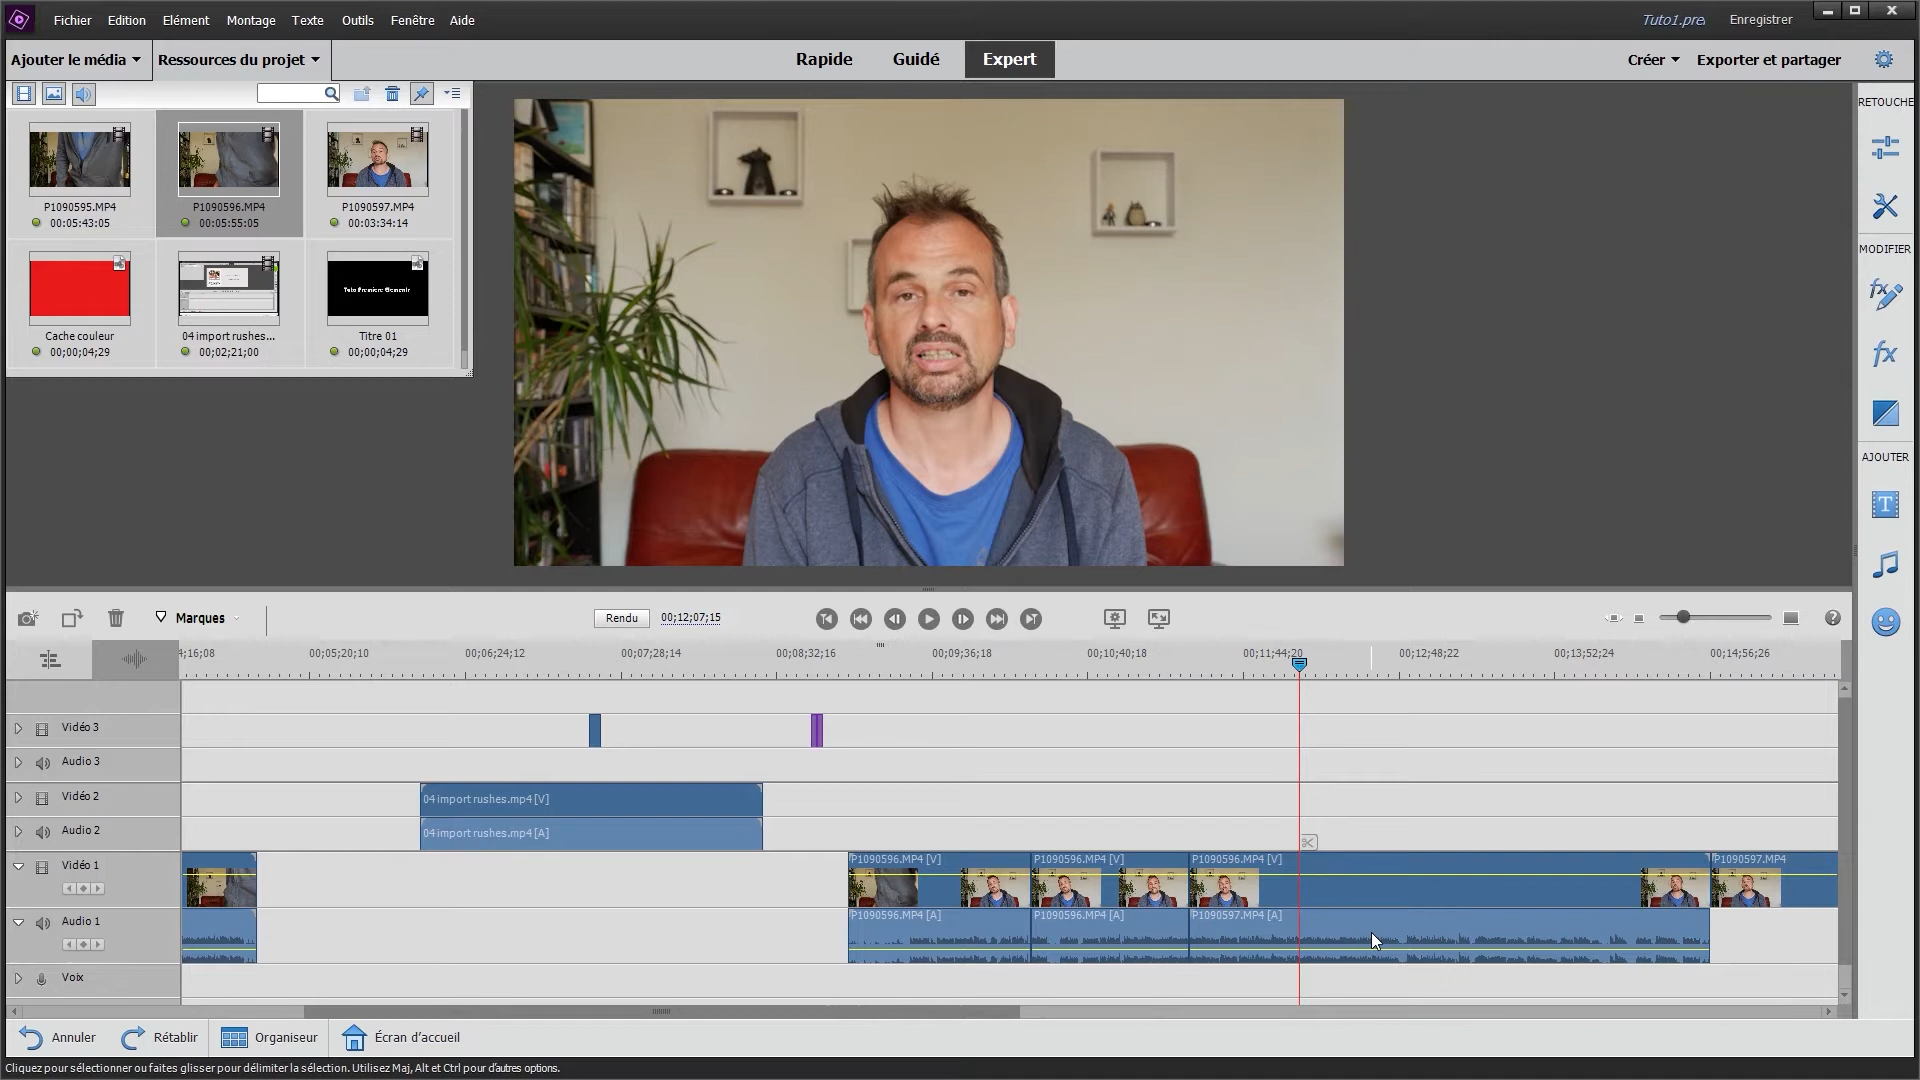 Fichier Edition Elément Montage Texte Outils Fenêtre Aide
Tuto1.prel Enregistrer
Ajouter le média Ressources du projet
Rapide Guidé Expert
Créer Exporter et partager
RETOUCHE
P1090595.MP4 P1090596.MP4 P1090597.MP4
00:05:43:05 00:05:55:05 00:03:34:14
MODIFIER
Tuto Premiere Elements
Cache couleur 04 import rushes... Titre 01
00;00;04;29 00;02;21;00 00;00;04;29
fx
fx
AJOUTER
T
Marques Rendu 00;12;07;15
;16;08 00;05;20;10 00;06;24;12 00;07;28;14 00;08;32;16 00;09;36;18 00;10;40;18 00;11;44;20 00;12;48;22 00;13;52;24 00;14;56;26
Vidéo 3
Audio 3
Vidéo 2 04 import rushes.mp4 [V]
Audio 2 04 import rushes.mp4 [A]
Vidéo 1 P1090596.MP4 [V] P1090596.MP4 [V] P1090596.MP4 [V] P1090597.MP4
Audio 1 P1090596.MP4 [A] P1090596.MP4 [A] P1090597.MP4 [A]
Voix
Annuler Rétablir Organiseur Écran d'accueil
Cliquez pour sélectionner ou faites glisser pour délimiter la sélection. Utilisez Maj, Alt et Ctrl pour d'autres options.